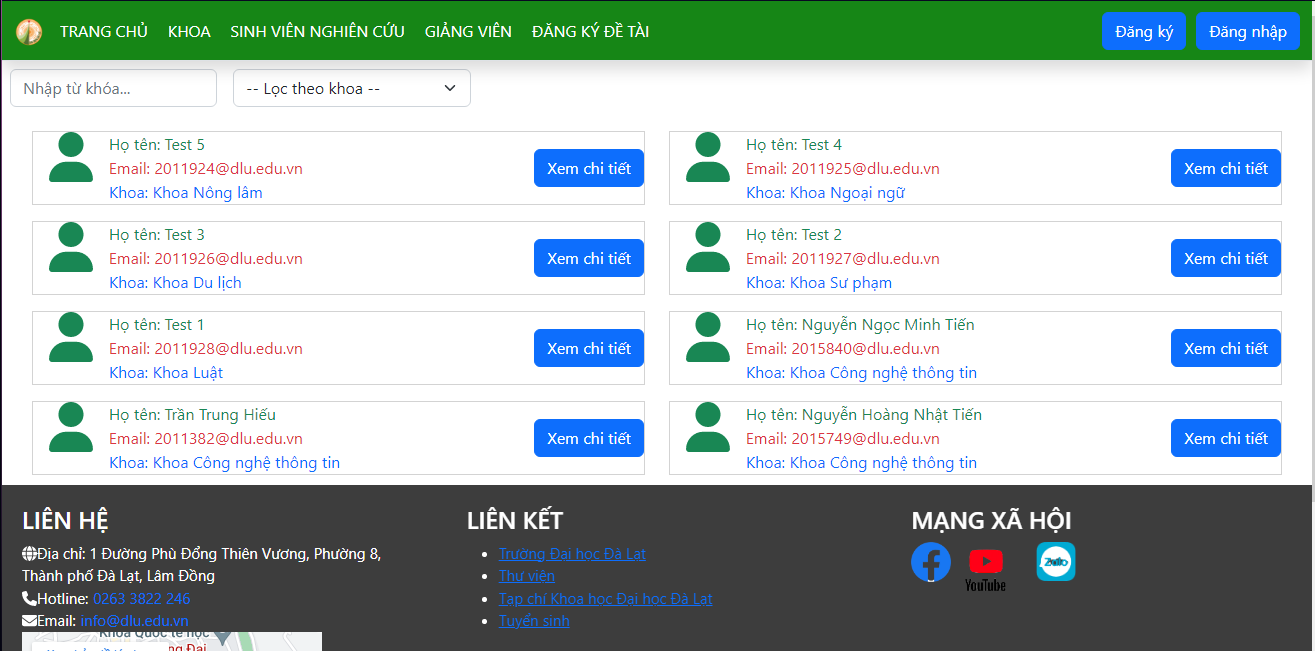 TRANG CHỦ KHOA SINH VIÊN NGHIÊN CỨU GIẢNG VIÊN ĐĂNG KÝ ĐỀ TÀI Đăng ký Đăng nhập
Nhập từ khóa... -- Lọc theo khoa --
Họ tên: Test 5
Email: 2011924@dlu.edu.vn
Khoa: Khoa Nông lâm
Xem chi tiết
Họ tên: Test 4
Email: 2011925@dlu.edu.vn
Khoa: Khoa Ngoại ngữ
Xem chi tiết
Họ tên: Test 3
Email: 2011926@dlu.edu.vn
Khoa: Khoa Du lịch
Xem chi tiết
Họ tên: Test 2
Email: 2011927@dlu.edu.vn
Khoa: Khoa Sư phạm
Xem chi tiết
Họ tên: Test 1
Email: 2011928@dlu.edu.vn
Khoa: Khoa Luật
Xem chi tiết
Họ tên: Nguyễn Ngọc Minh Tiến
Email: 2015840@dlu.edu.vn
Khoa: Khoa Công nghệ thông tin
Xem chi tiết
Họ tên: Trần Trung Hiếu
Email: 2011382@dlu.edu.vn
Khoa: Khoa Công nghệ thông tin
Xem chi tiết
Họ tên: Nguyễn Hoàng Nhật Tiến
Email: 2015749@dlu.edu.vn
Khoa: Khoa Công nghệ thông tin
Xem chi tiết
LIÊN HỆ
Địa chỉ: 1 Đường Phù Đổng Thiên Vương, Phường 8,
Thành phố Đà Lạt, Lâm Đồng
Hotline: 0263 3822 246
Email: info@dlu.edu.vn
Khoa Quốc tế học
LIÊN KẾT
Trường Đại học Đà Lạt
Thư viện
Tạp chí Khoa học Đại học Đà Lạt
Tuyển sinh
MẠNG XÃ HỘI
YouTube
Zalo